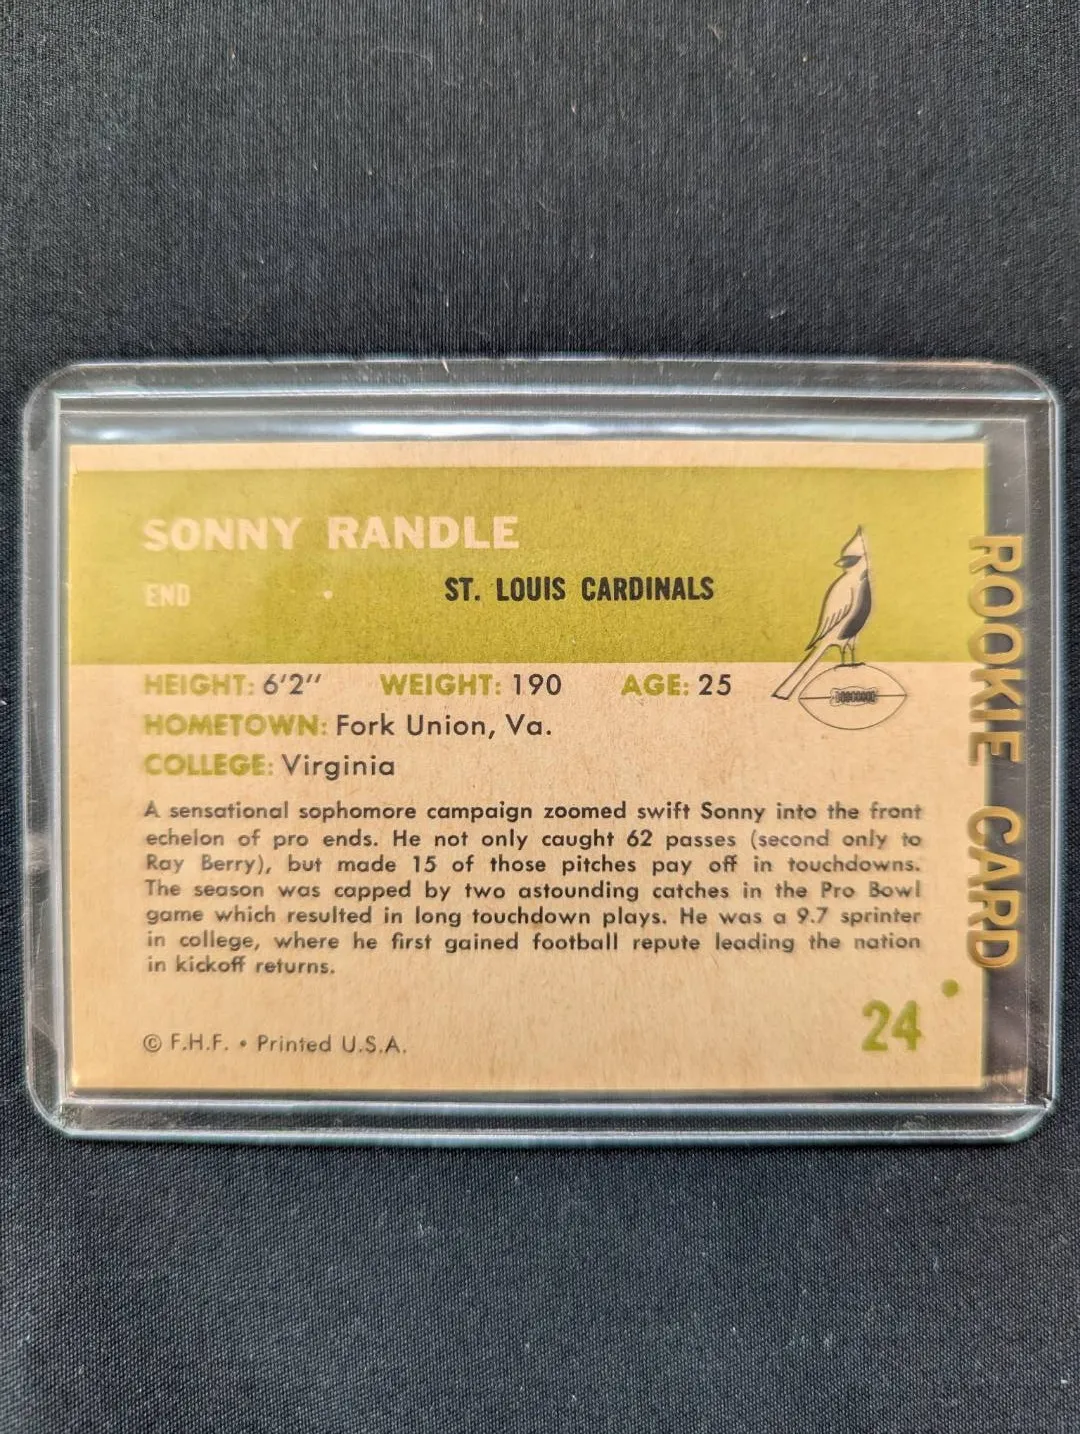 SONNY RANDLE
END
ST. LOUIS CARDINALS
HEIGHT: 6'2" WEIGHT: 190 AGE: 25
HOMETOWN: Fork Union, Va.
COLLEGE: Virginia
A sensational sophomore campaign zoomed swift Sonny into the front
echelon of pro ends. He not only caught 62 passes (second only to
Ray Berry), but made 15 of those pitches pay off in touchdowns.
The season was capped by two astounding catches in the Pro Bowl
game which resulted in long touchdown plays. He was a 9.7 sprinter
in college, where he first gained football repute leading the nation
in kickoff returns.
24
© F.H.F. • Printed U.S.A.
ROOKIE CARD